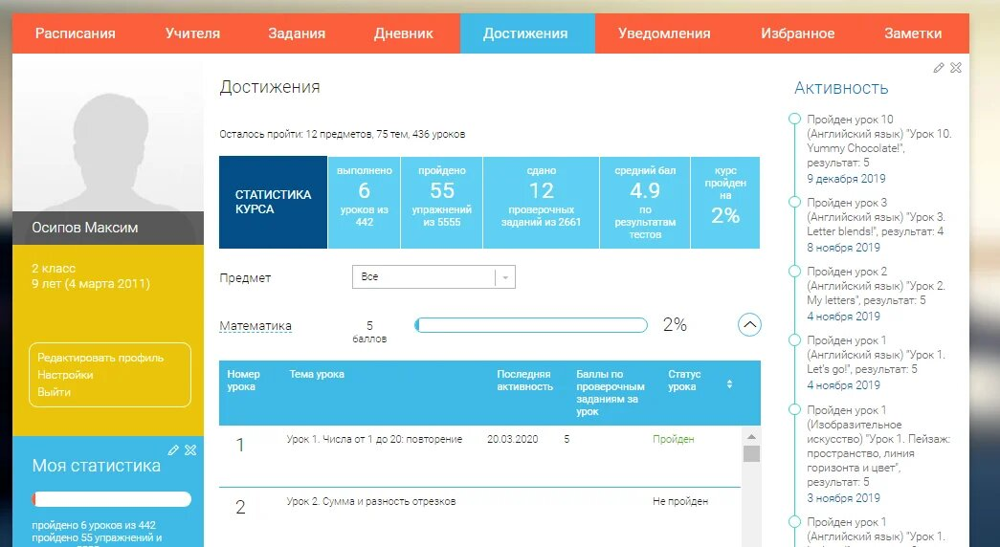 Расписания
Учителя
Задания
Дневник
Достижения
Уведомления
Избранное
Заметки
Осипов Максим
2 класс
9 лет (4 марта 2011)
Редактировать профиль
Настройки
Выйти
Моя статистика
пройдено 6 уроков из 442
пройдено 55 упражнений и
Достижения
Осталось пройти: 12 предметов, 75 тем, 436 уроков
СТАТИСТИКА
КУРСА
выполнено
6
уроков из
442
пройдено
55
упражнений
из 5555
сдано
12
проверочных
заданий из 2661
средний бал
4.9
по
результатам
тестов
курс
пройден
на
2%
Предмет
Все
Математика
5
баллов
2%
Номер
урока
Тема урока
Последняя
активность
Баллы по
проверочным
заданиям за
урок
Статус
урока
1
Урок 1. Числа от 1 до 20: повторение
20.03.2020
5
Пройден
2
Урок 2. Сумма и разность отрезков
Не пройден
Активность
Пройден урок 10
(Английский язык) "Урок 10.
Yummy Chocolate!",
результат: 5
9 декабря 2019
Пройден урок 3
(Английский язык) "Урок 3.
Letter blends!", результат: 4
8 ноября 2019
Пройден урок 2
(Английский язык) "Урок 2.
My letters", результат: 5
4 ноября 2019
Пройден урок 1
(Английский язык) "Урок 1.
Let's go!", результат: 5
4 ноября 2019
Пройден урок 1
(Изобразительное
искусство) "Урок 1. Пейзаж:
пространство, линия
горизонта и цвет",
результат: 5
3 ноября 2019
Пройден урок 1
(Английский язык) "Урок 1.